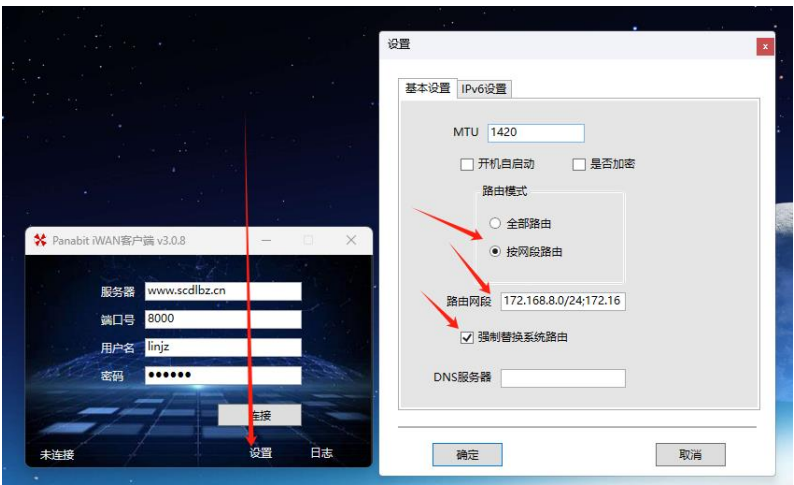 设置
基本设置 IPv6设置
MTU 1420
开机自启动 是否加密
路由模式
全部路由
按网段路由
路由网段 172.168.8.0/24;172.16
强制替换系统路由
DNS服务器
确定 取消
Panabit iWAN客户端 v3.0.8
服务器 www.scdlbz.cn
端口号 8000
用户名 linjz
密码 ●●●●●●
连接
未连接 设置 日志